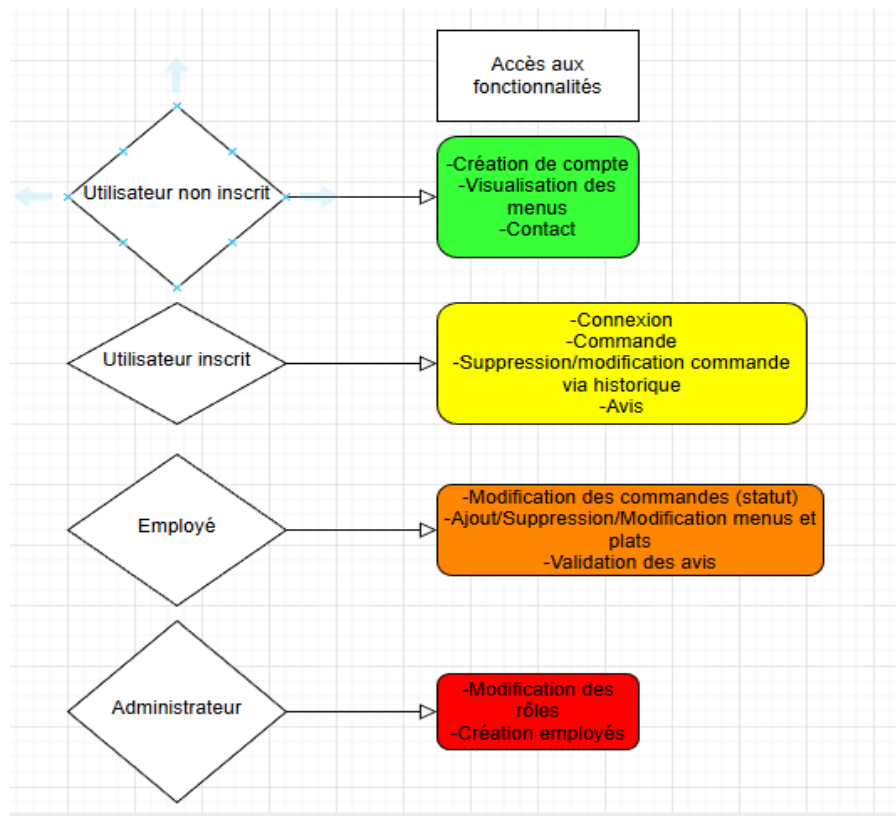 Accès aux
fonctionnalités
Utilisateur non inscrit
-Création de compte
-Visualisation des
menus
-Contact
Utilisateur inscrit
-Connexion
-Commande
-Suppression/modification commande
via historique
-Avis
Employé
-Modification des commandes (statut)
-Ajout/Suppression/Modification menus et
plats
-Validation des avis
Administrateur
-Modification des
rôles
-Création employés